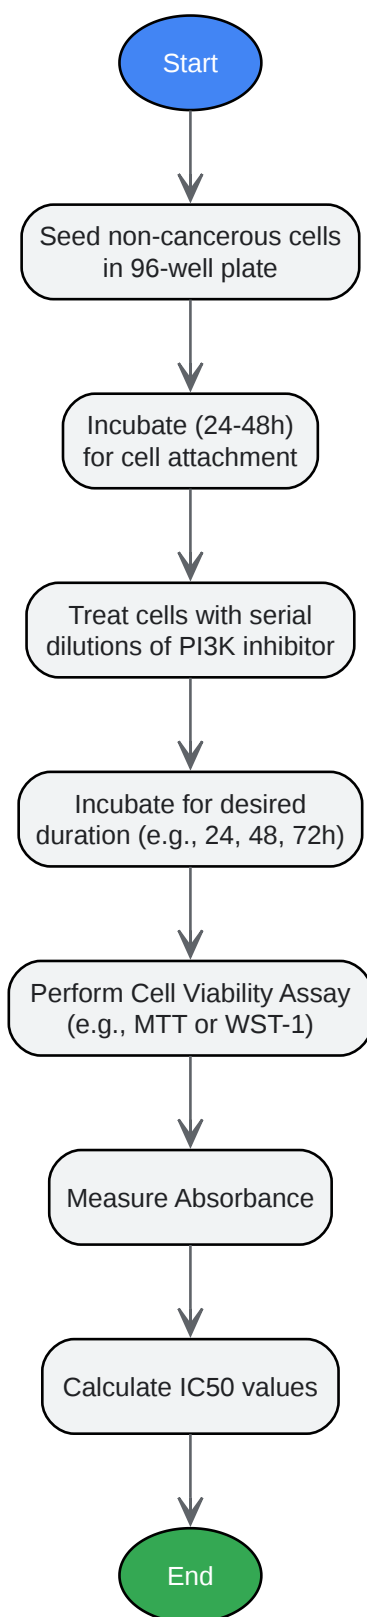 Start
Seed non-cancerous cells
in 96-well plate
Incubate (24-48h)
for cell attachment
Treat cells with serial
dilutions of PI3K inhibitor
Incubate for desired
duration (e.g., 24, 48, 72h)
Perform Cell Viability Assay
(e.g., MTT or WST-1)
Measure Absorbance
Calculate IC50 values
End